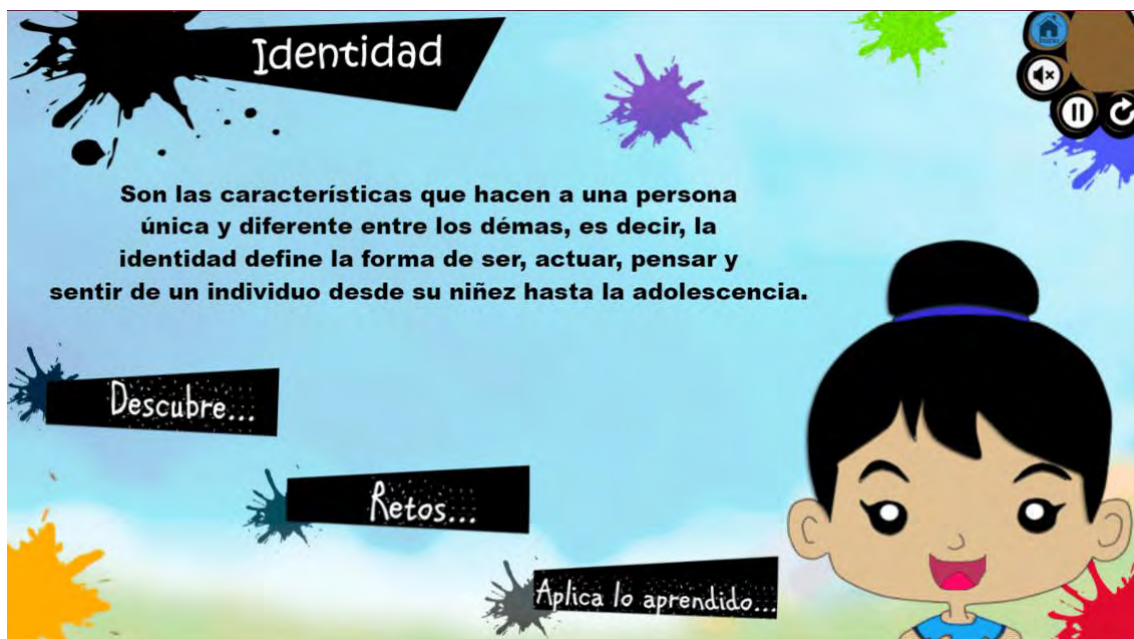 Identidad
Son las características que hacen a una persona
única y diferente entre los démas, es decir, la
identidad define la forma de ser, actuar, pensar y
sentir de un individuo desde su niñez hasta la adolescencia.
Descubre...
Retos...
Aplica lo aprendido...